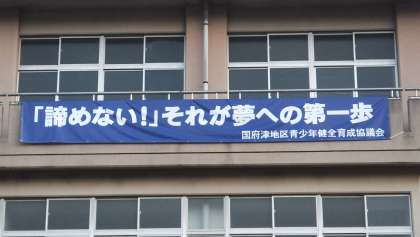 「諦めない！」それが夢への第一歩
国府津地区青少年健全育成協議会